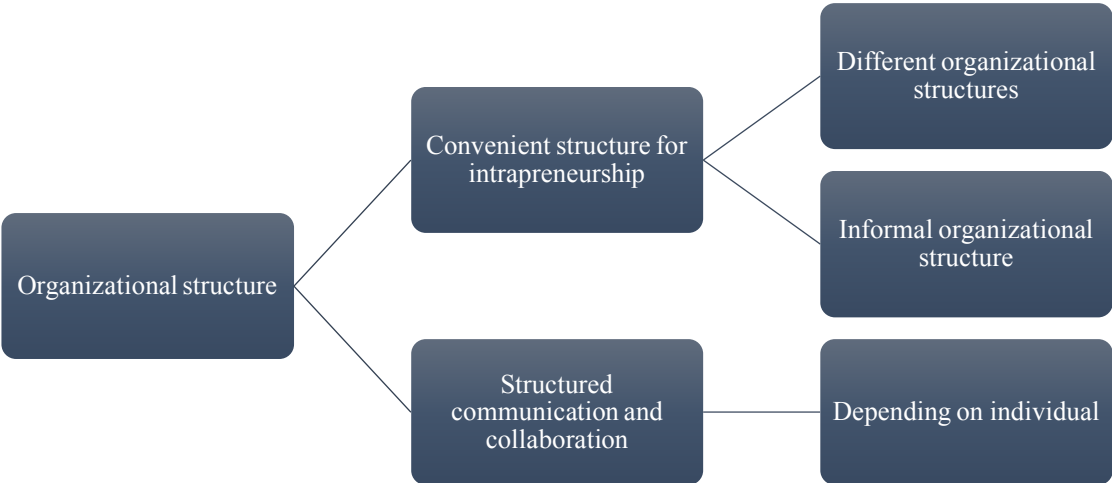 Organizational structure
Convenient structure for
intrapreneurship
Different organizational
structures
Informal organizational
structure
Structured
communication and
collaboration
Depending on individual